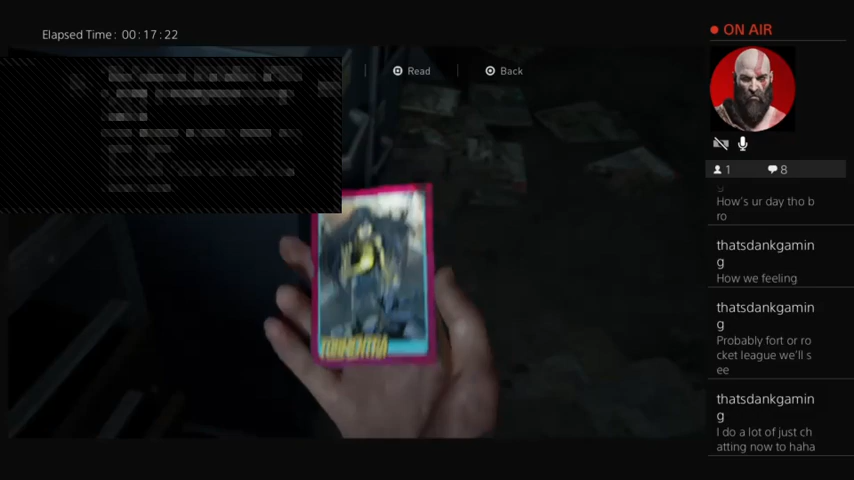 Elapsed Time: 00:17:22
ON AIR
Read
Back
1
8
How's ur day tho b
ro
thatsdankgamin
g
How we feeling
thatsdankgamin
g
Probably fort or ro
cket league we'll s
ee
thatsdankgamin
g
I do a lot of just ch
atting now to haha